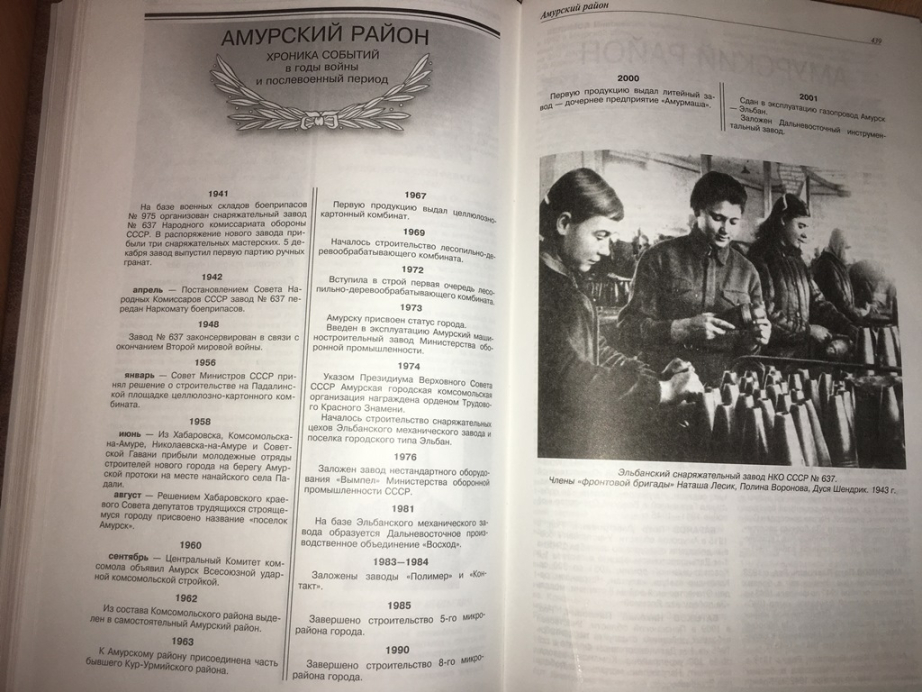 АМУРСКИЙ РАЙОН
ХРОНИКА СОБЫТИЙ
в годы войны
и послевоенный период
1941
На базе военных складов боеприпасов
№ 975 организован снаряжательный завод
№ 637 Народного комиссариата обороны
СССР. В распоряжение нового завода при-
были три снаряжательных мастерских. 5 де-
кабря завод выпустил первую партию ручных
гранат.
1942
апрель — Постановлением Совета На-
родных Комиссаров СССР завод № 637 пе-
редан Наркомату боеприпасов.
1948
Завод № 637 законсервирован в связи с
окончанием Второй мировой войны.
1956
январь — Совет Министров СССР при-
нял решение о строительстве на Падалинс-
кой площадке целлюлозно-картонного ком-
бината.
1958
июнь — Из Хабаровска, Комсомольска-
на-Амуре, Николаевска-на-Амуре и Советс-
кой Гавани прибыли молодежные отряды
строителей нового города на берегу Амур-
ской протоки на месте нанайского села Па-
дали.
август — Решением Хабаровского крае-
вого Совета депутатов трудящихся строяще-
муся городу присвоено название «поселок
Амурск».
1960
сентябрь — Центральный Комитет ком-
сомола объявил Амурск Всесоюзной удар-
ной комсомольской стройкой.
1962
Из состава Комсомольского района выде-
лен в самостоятельный Амурский район.
1963
К Амурскому району присоединена часть
бывшего Кур-Урмийского района.
1967
Первую продукцию выдал целлюлозно-
картонный комбинат.
1969
Началось строительство лесопильно-де-
ревообрабатывающего комбината.
1972
Вступила в строй первая очередь лесо-
пильно-деревообрабатывающего комбината.
1973
Амурску присвоен статус города.
Введен в эксплуатацию Амурский маши-
ностроительный завод Министерства обо-
ронной промышленности.
1974
Указом Президиума Верховного Совета
СССР Амурская городская комсомольская
организация награждена орденом Трудово-
го Красного Знамени.
Началось строительство снаряжательных
цехов Эльбанского механического завода и
поселка городского типа Эльбан.
1976
Заложен завод нестандартного оборудо-
вания «Вымпел» Министерства оборонной
промышленности СССР.
1981
На базе Эльбанского механического за-
вода образуется Дальневосточное произ-
водственное объединение «Восход».
1983—1984
Заложены заводы «Полимер» и «Кон-
такт».
1985
Завершено строительство 5-го микро-
района города.
1990
Завершено строительство 8-го микро-
района города.
Амурский район
439
2000
Первую продукцию выдал литейный за-
вод — дочернее предприятие «Амурмаша».
2001
Сдан в эксплуатацию газопровод Амурск
— Эльбан.
Заложен Дальневосточный инструмен-
тальный завод.
Эльбанский снаряжательный завод НКО СССР № 637.
Члены «фронтовой бригады» Наташа Лесик, Полина Воронова, Дуся Шендрик. 1943 г.